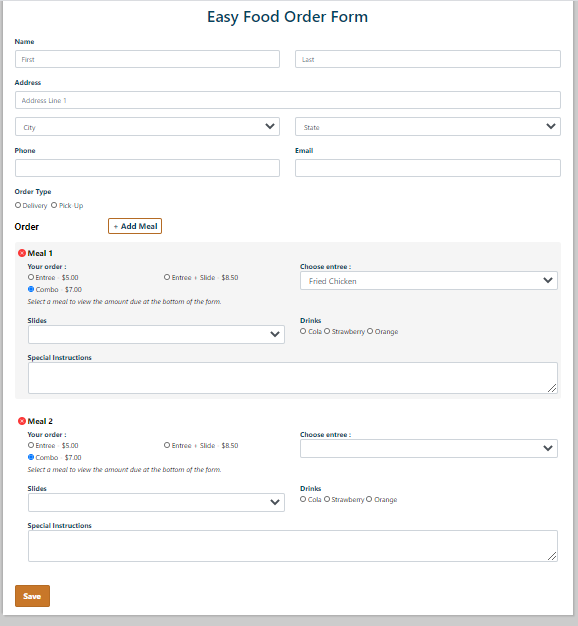 Easy Food Order Form
Name
First Last
Address
Address Line 1
City State
Phone Email
Order Type
Delivery Pick Up
Order + Add Meal
Meal 1
Your order : Choose entree :
Entree - $5.00 Entree + Slide - $8.50
Fried Chicken
Combo - $7.00
Select a meal to view the amount due at the bottom of the form.
Slides Drinks
Cola Strawberry Orange
Special Instructions
Meal 2
Your order : Choose entree :
Entree - $5.00 Entree + Slide - $8.50
Combo - $7.00
Select a meal to view the amount due at the bottom of the form.
Slides Drinks
Cola Strawberry Orange
Special Instructions
Save